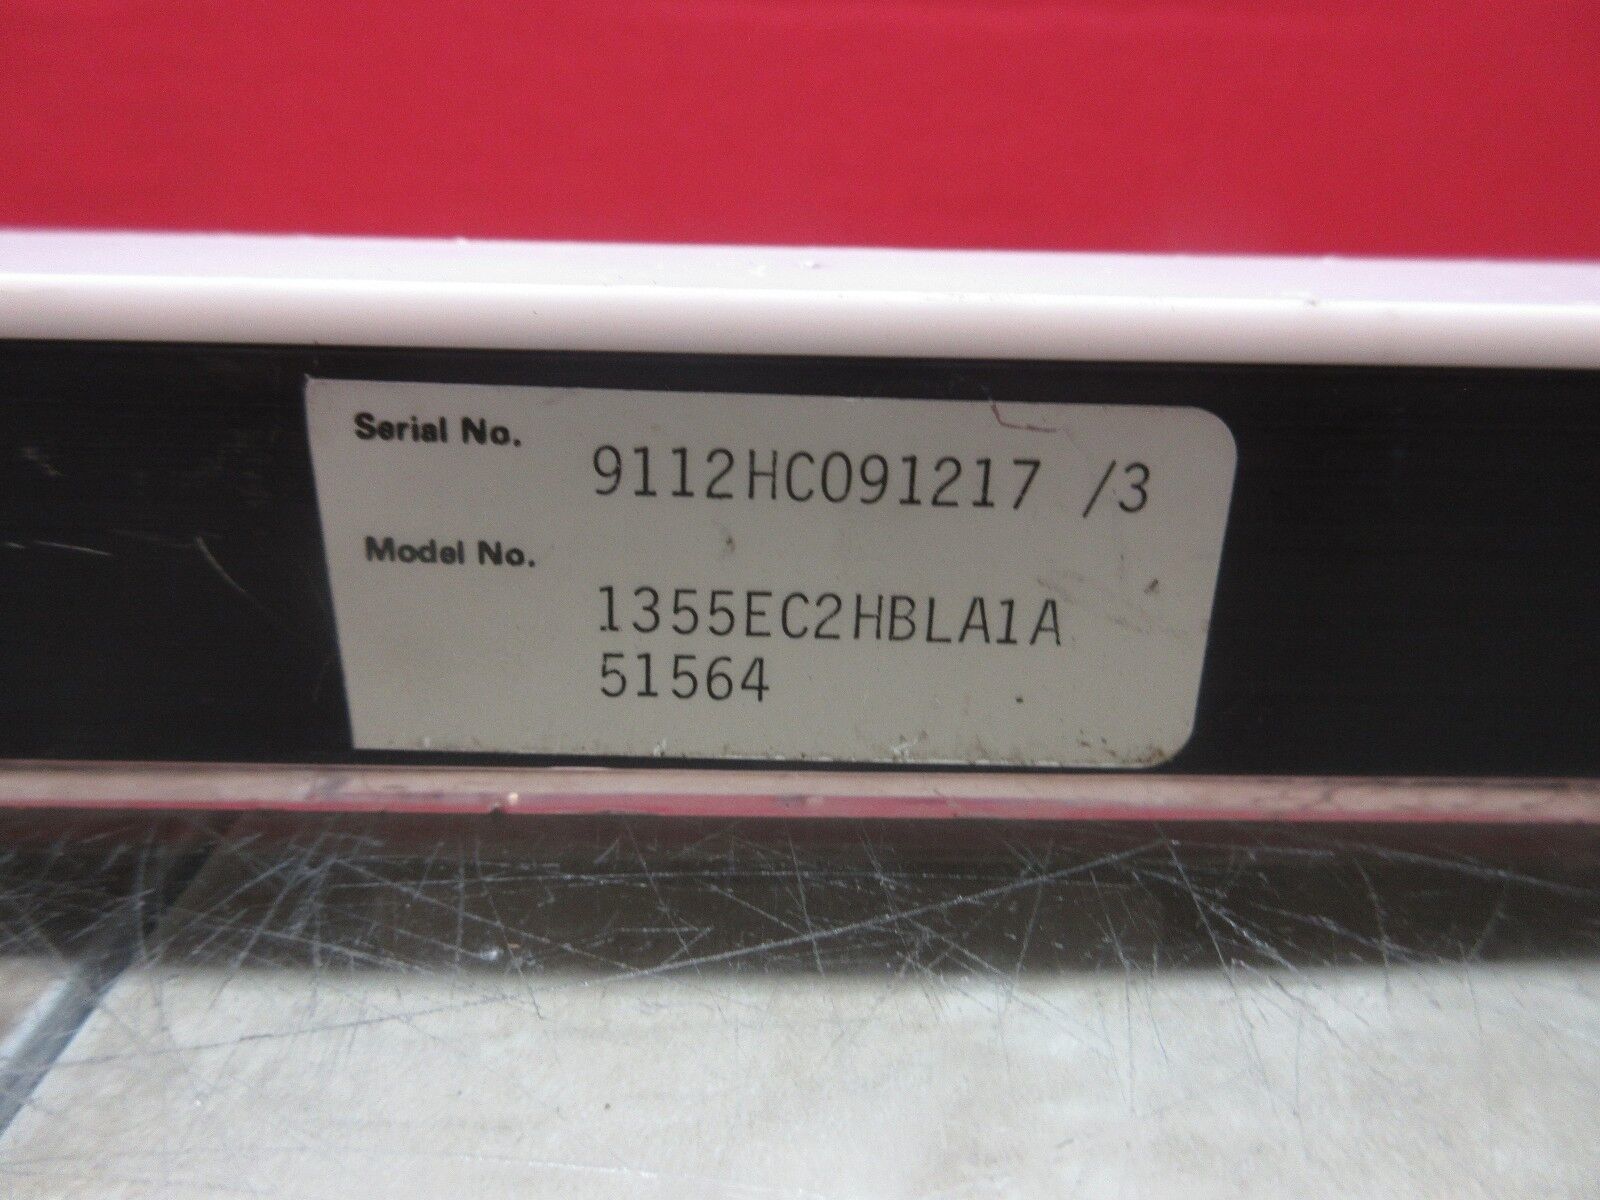 Serial No.
9112HC091217 /3
Model No.
1355EC2HBLA1A
51564